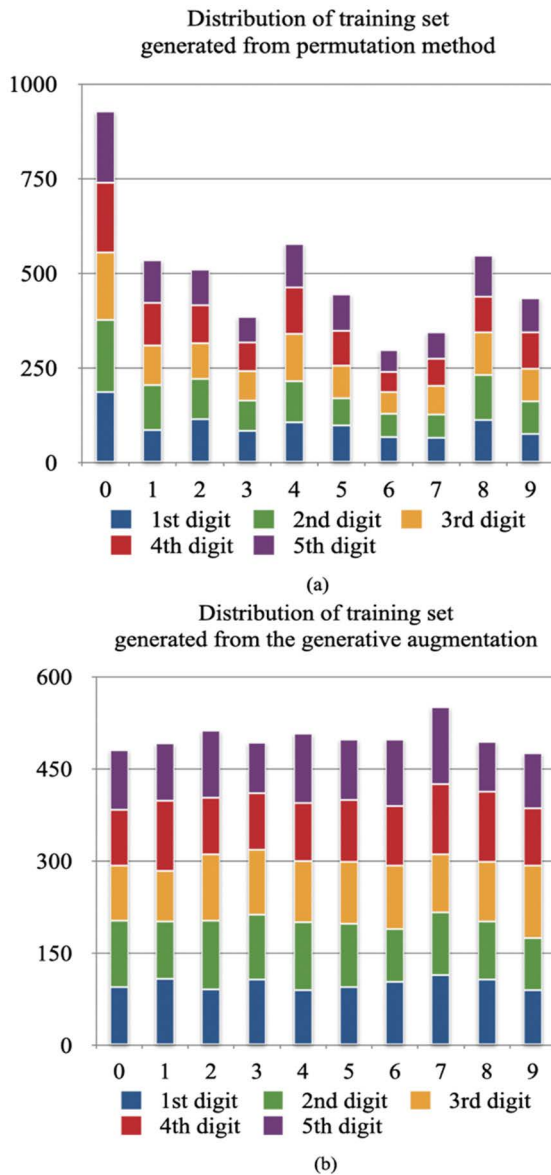 Distribution of training set
generated from permutation method
1000
750
500
250
0
0 1 2 3 4 5 6 7 8 9
1st digit 2nd digit 3rd digit
4th digit 5th digit
(a)
Distribution of training set
generated from the generative augmentation
600
450
300
150
0
0 1 2 3 4 5 6 7 8 9
1st digit 2nd digit 3rd digit
4th digit 5th digit
(b)